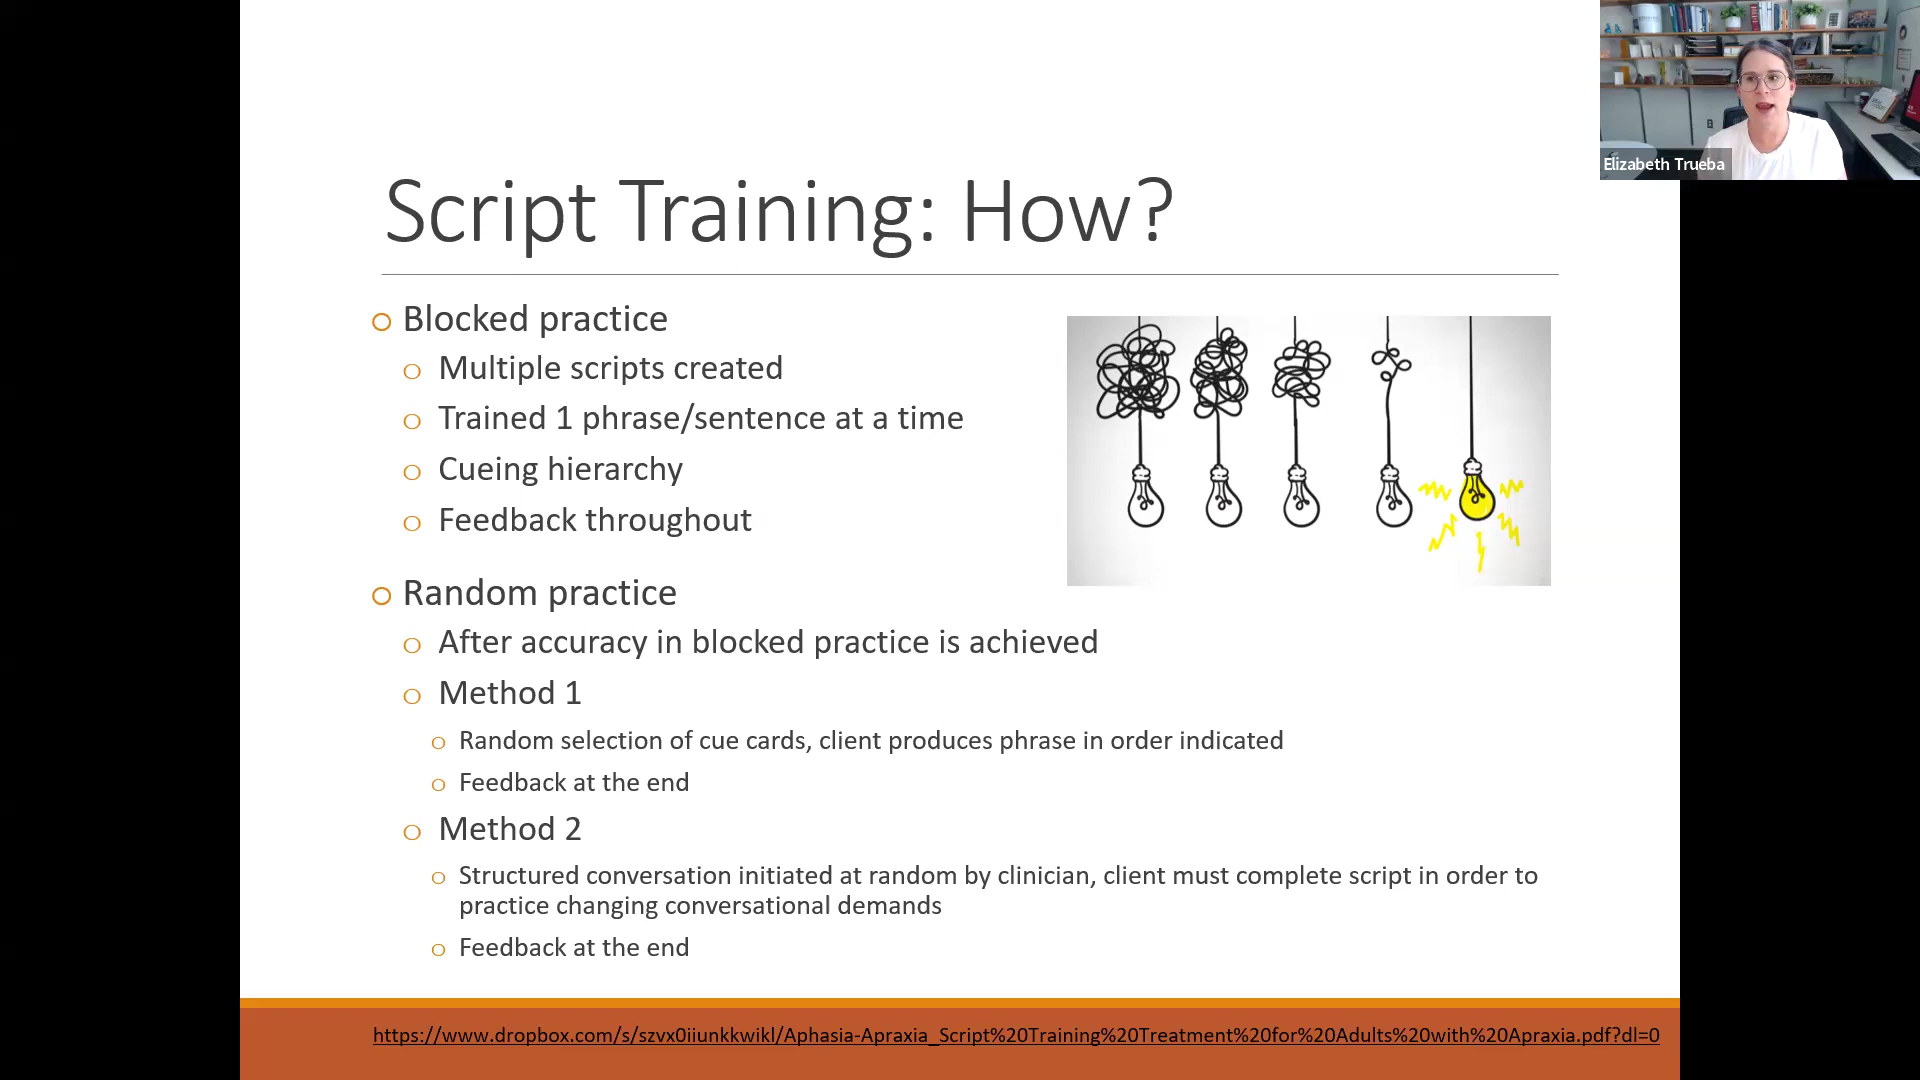 Elizabeth Trueba
Script Training: How?
Blocked practice
Multiple scripts created
Trained 1 phrase/sentence at a time
Cueing hierarchy
Feedback throughout
Random practice
After accuracy in blocked practice is achieved
Method 1
Random selection of cue cards, client produces phrase in order indicated
Feedback at the end
Method 2
Structured conversation initiated at random by clinician, client must complete script in order to
practice changing conversational demands
Feedback at the end
https://www.dropbox.com/s/szvx0iiunkkwikl/Aphasia-Apraxia_Script%20Training%20Treatment%20for%20Adults%20with%20Apraxia.pdf?dl=0